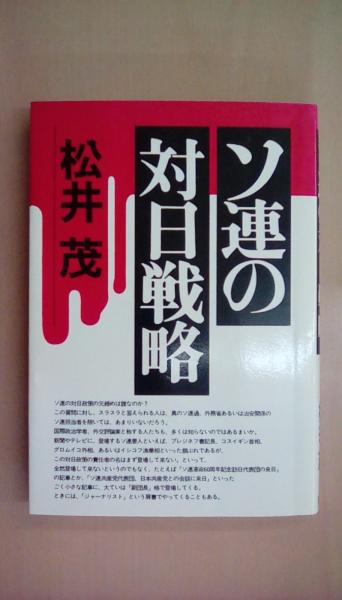 ソ連の
対日戦略
松井 茂
ソ連の対日政策の元締めは誰なのか?
この質問に対し、スラスラと答えられる人は、真のソ連通、外務省あるいは治安関係の
ソ連担当者を除いては、あまりいないだろう。
国際政治学者、外交評論家と称する人たちも、多くは知らないのではあるまいか。
新聞やテレビに、登場するソ連要人といえば、ブレジネフ書記長、コスイギン首相、
グロムイコ外相、あるいはイシコフ漁業相といった顔ぶれであるが、
この対日政策の責任者の名はまず登場して来ない。といって、
全然登場して来ないというのでもなく、たとえば「ソ連革命60周年記念訪日代表団の来日」
の記事とか、「ソ連共産党代表団、日本共産党との会談に来日」といった
ごく小さな記事に、たいていは「副団長」格で登場してくる。
ときには、「ジャーナリスト」という肩書でやってくることもある。